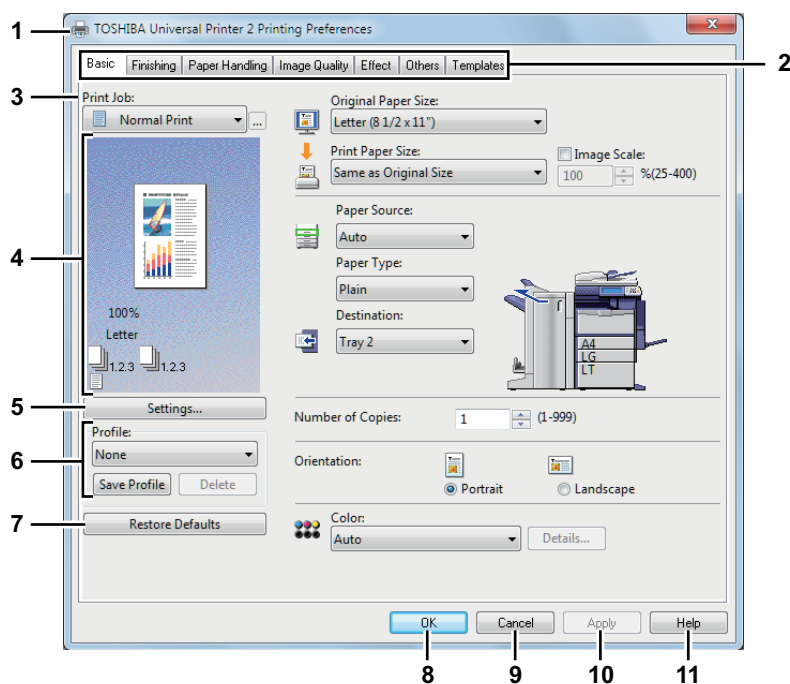 1
TOSHIBA Universal Printer 2 Printing Preferences
2
Basic Finishing Paper Handling Image Quality Effect Others Templates
3
Print Job:
Normal Print
...
4
100%
Letter
1.2.3 1.2.3
5
Settings...
6
Profile:
None
Save Profile Delete
7
Restore Defaults
Original Paper Size:
Letter (8 1/2 x 11")
Print Paper Size:
Same as Original Size
Image Scale:
100 %(25-400)
Paper Source:
Auto
Paper Type:
Plain
Destination:
Tray 2
A4
LG
LT
Number of Copies: 1 (1-999)
Orientation:
Portrait Landscape
Color:
Auto Details...
OK Cancel Apply Help
8 9 10 11